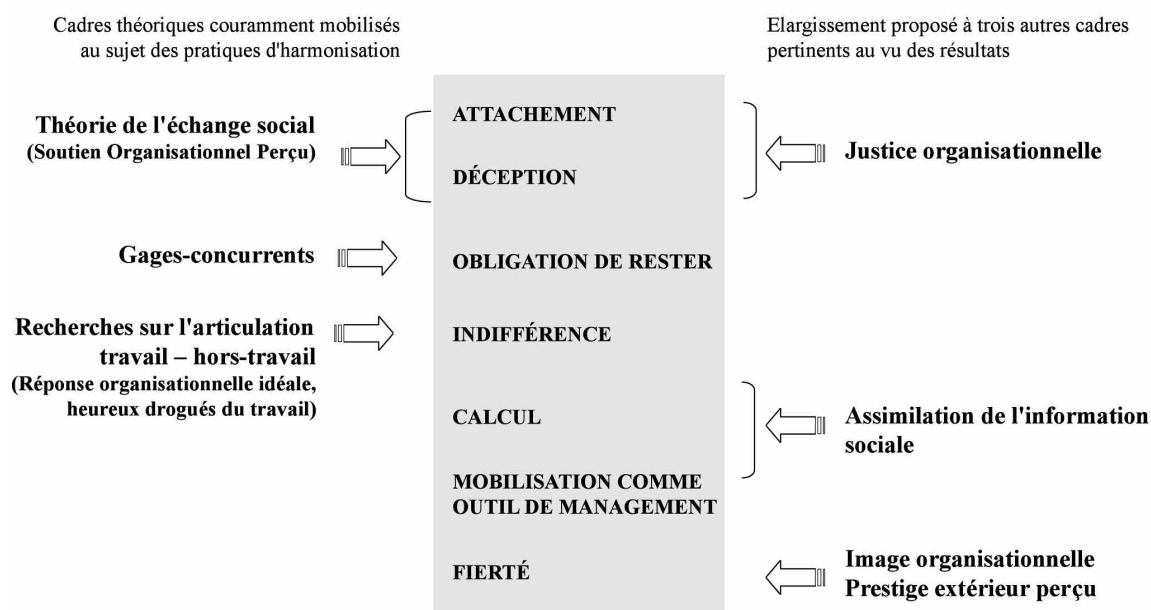 Cadres théoriques couramment mobilisés
au sujet des pratiques d'harmonisation
Elargissement proposé à trois autres cadres
pertinents au vu des résultats
Théorie de l'échange social
(Soutien Organisationnel Perçu)
Gages-concurrents
Recherches sur l'articulation
travail – hors-travail
(Réponse organisationnelle idéale,
heureux drogués du travail)
ATTACHEMENT
DÉCEPTION
OBLIGATION DE RESTER
INDIFFÉRENCE
CALCUL
MOBILISATION COMME
OUTIL DE MANAGEMENT
FIERTÉ
Justice organisationnelle
Assimilation de l'information
sociale
Image organisationnelle
Prestige extérieur perçu